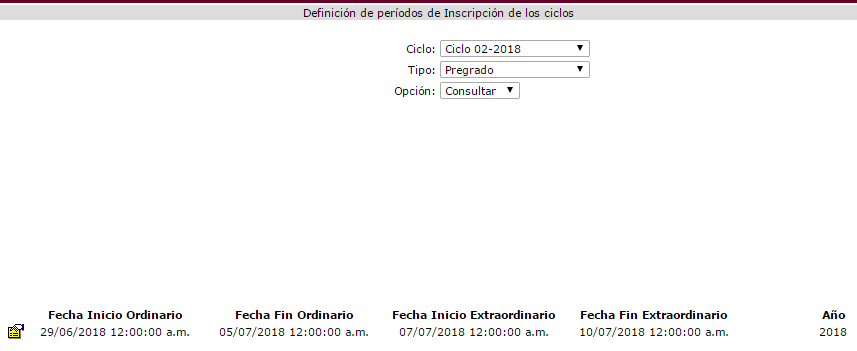 Definición de períodos de Inscripción de los ciclos
Ciclo: Ciclo 02-2018
Tipo: Pregrado
Opción: Consultar
Fecha Inicio Ordinario Fecha Fin Ordinario Fecha Inicio Extraordinario Fecha Fin Extraordinario Año
29/06/2018 12:00:00 a.m. 05/07/2018 12:00:00 a.m. 07/07/2018 12:00:00 a.m. 10/07/2018 12:00:00 a.m. 2018